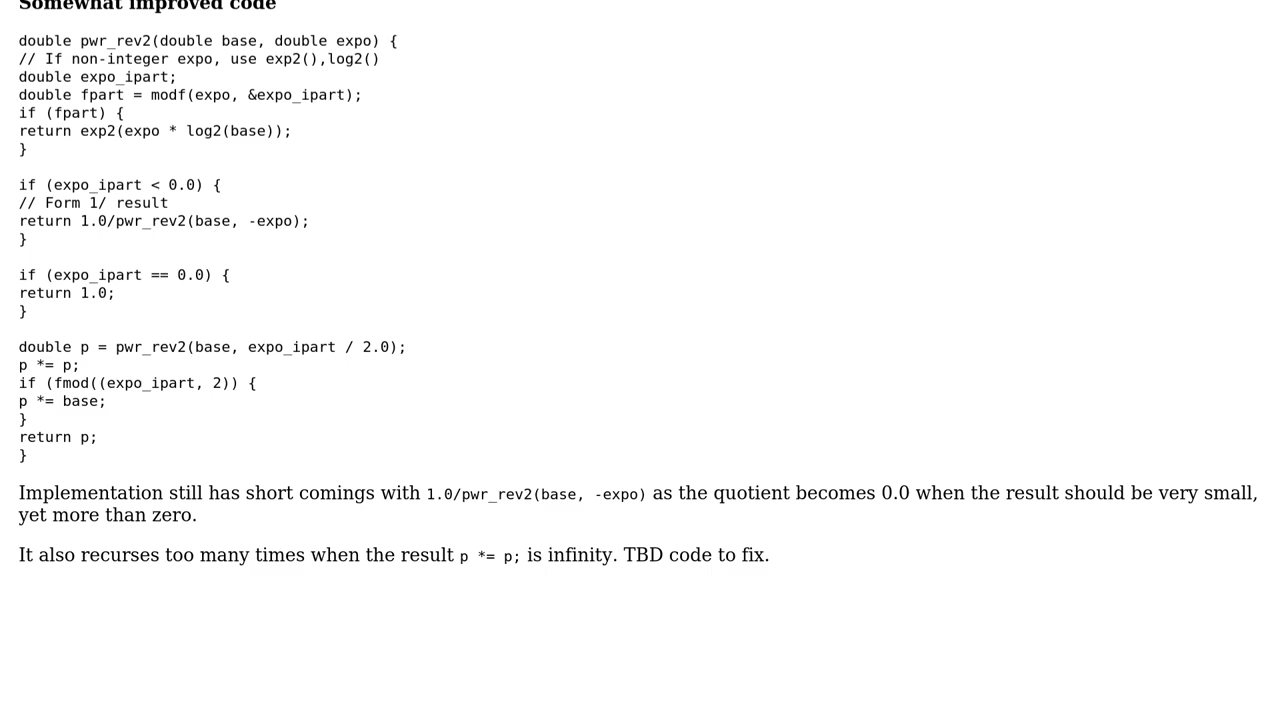 Somewhat improved code
double pwr_rev2(double base, double expo) {
// If non-integer expo, use exp2(),log2()
double expo_ipart;
double fpart = modf(expo, &expo_ipart);
if (fpart) {
return exp2(expo * log2(base));
}
if (expo_ipart < 0.0) {
// Form 1/ result
return 1.0/pwr_rev2(base, -expo);
}
if (expo_ipart == 0.0) {
return 1.0;
}
double p = pwr_rev2(base, expo_ipart / 2.0);
p *= p;
if (fmod((expo_ipart, 2)) {
p *= base;
}
return p;
}
Implementation still has short comings with 1.0/pwr_rev2(base, -expo) as the quotient becomes 0.0 when the result should be very small,
yet more than zero.
It also recurses too many times when the result p *= p; is infinity. TBD code to fix.